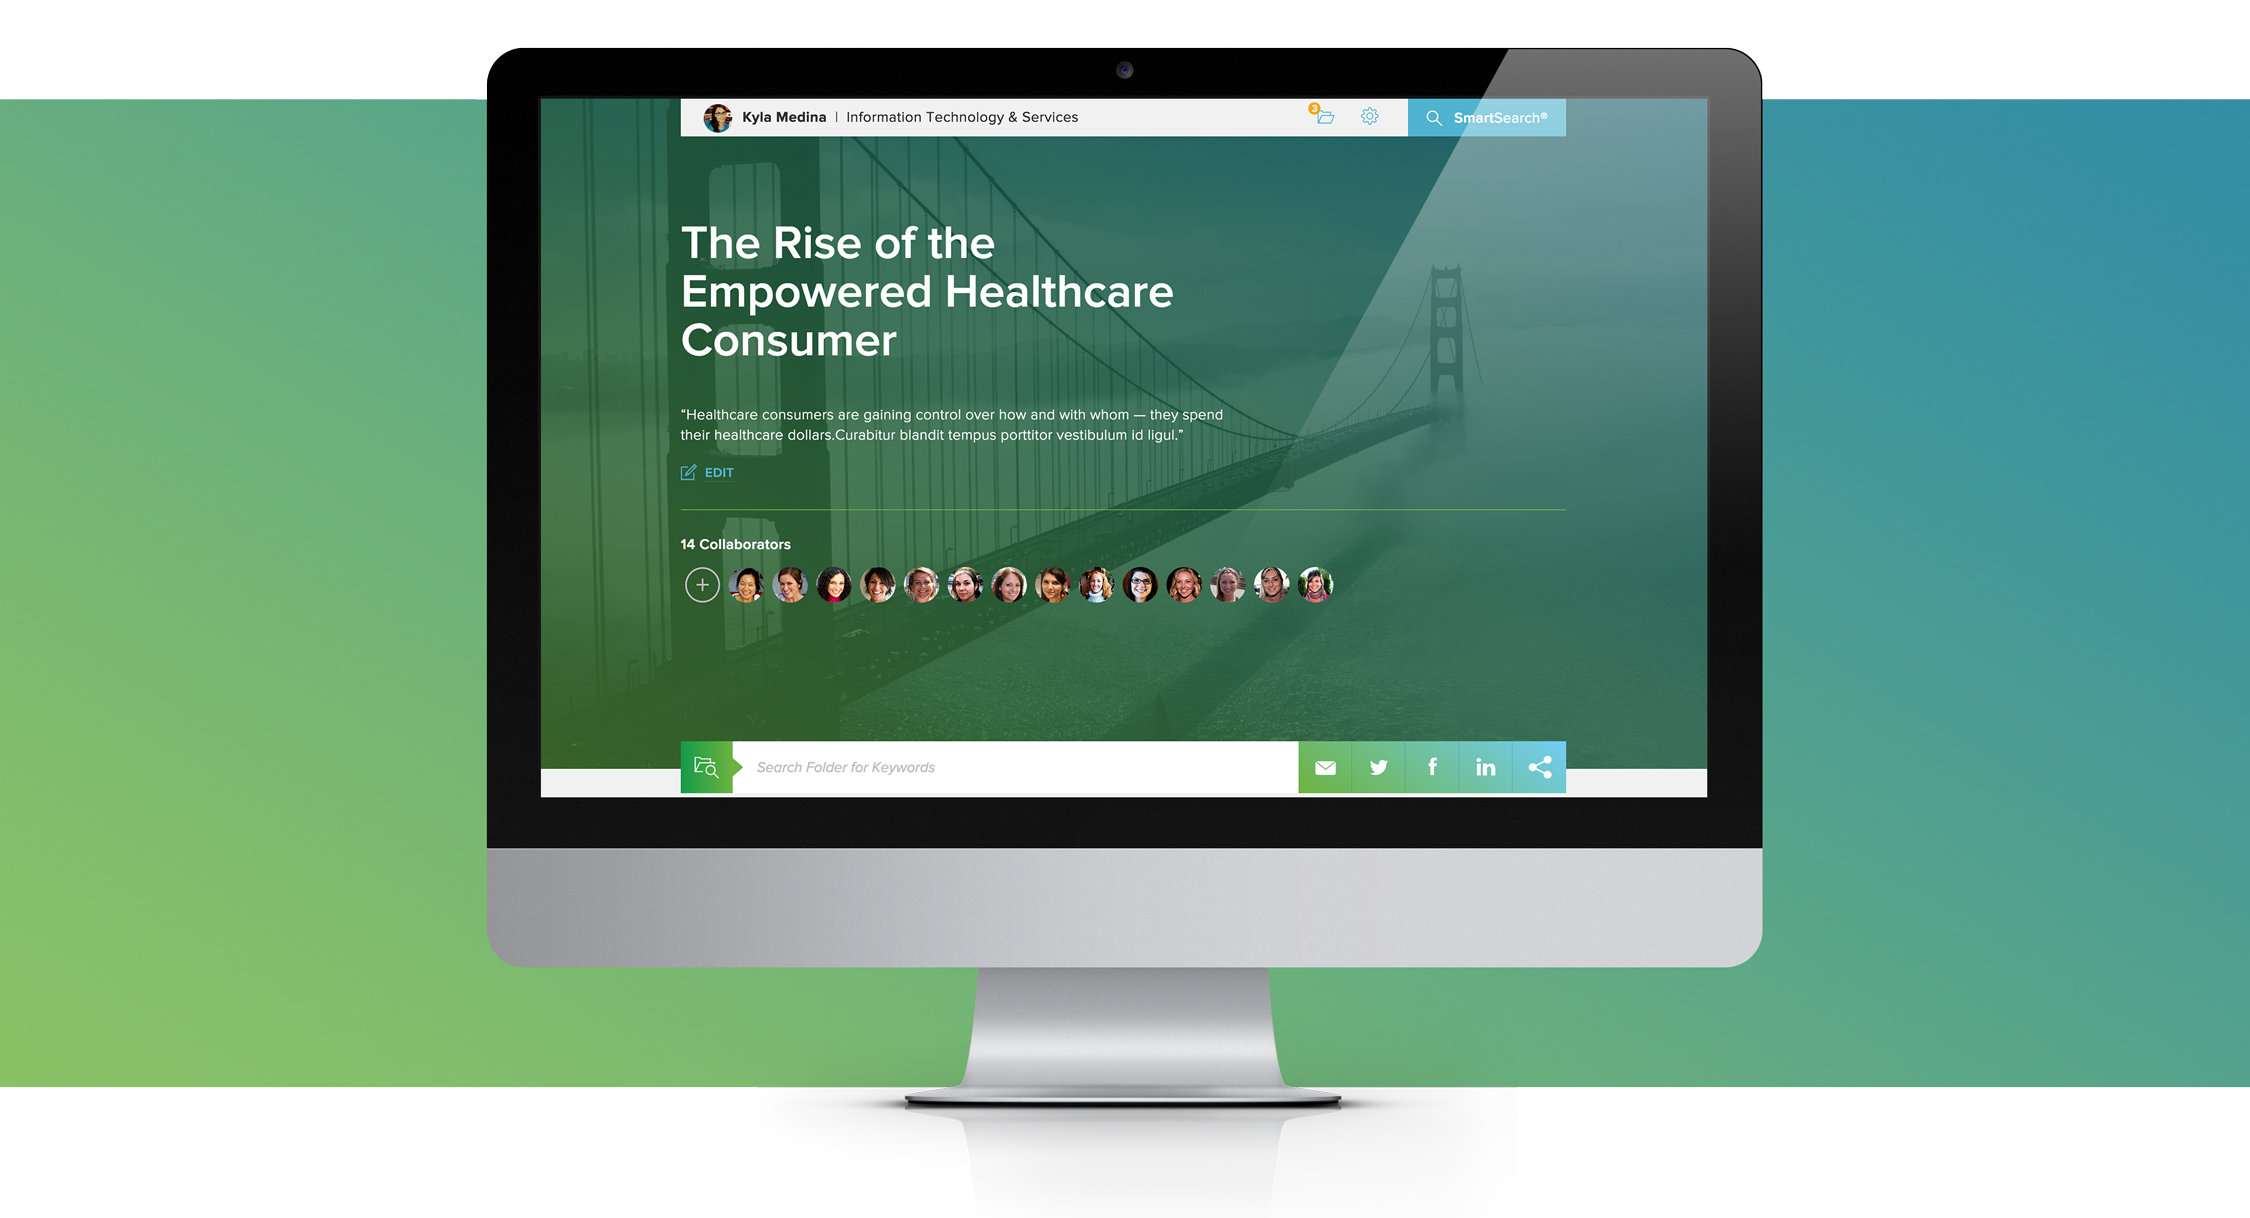 Kyla Medina | Information Technology & Services
3
SmartSearch®
The Rise of the
Empowered Healthcare
Consumer
“Healthcare consumers are gaining control over how and with whom — they spend
their healthcare dollars.Curabitur blandit tempus porttitor vestibulum id ligul.”
EDIT
14 Collaborators
Search Folder for Keywords